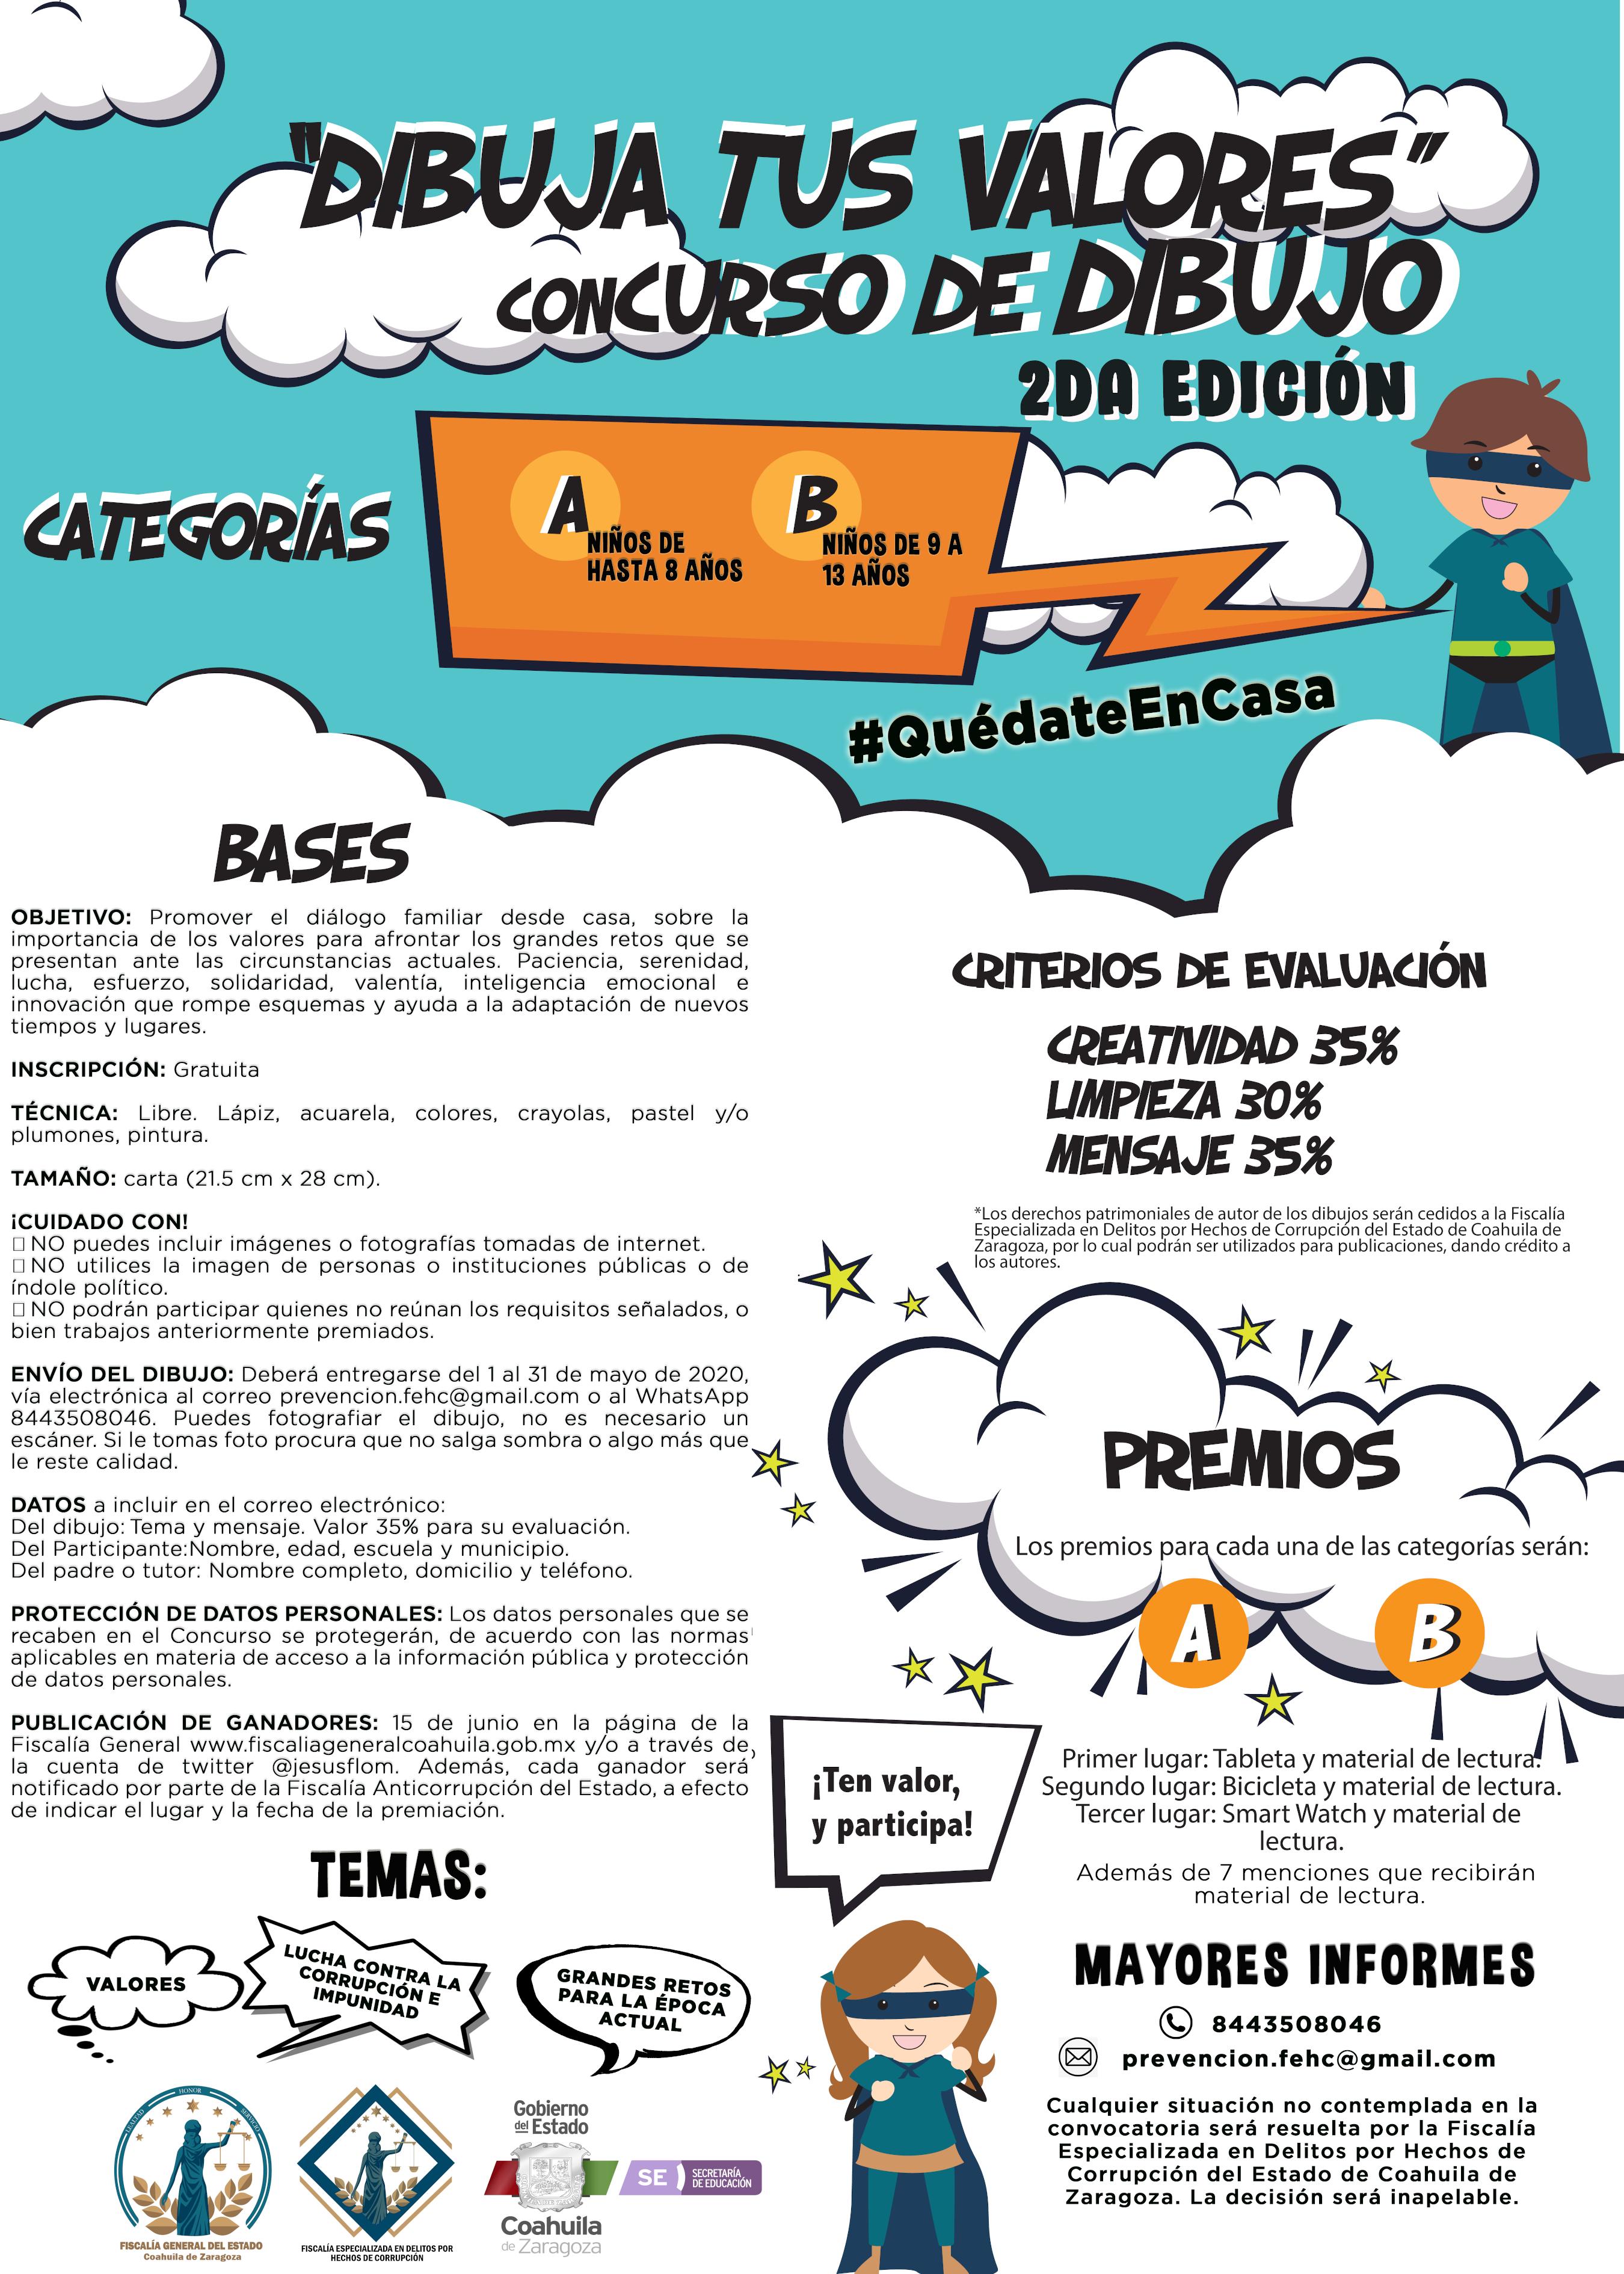 "DIBUJA TUS VALORES"
CONCURSO DE DIBUJO
2DA EDICIÓN
CATEGORÍAS
A
NIÑOS DE
HASTA 8 AÑOS
B
NIÑOS DE 9 A
13 AÑOS
#QuédateEnCasa
BASES
OBJETIVO: Promover el diálogo familiar desde casa, sobre la
importancia de los valores para afrontar los grandes retos que se
presentan ante las circunstancias actuales. Paciencia, serenidad,
lucha, esfuerzo, solidaridad, valentía, inteligencia emocional e
innovación que rompe esquemas y ayuda a la adaptación de nuevos
tiempos y lugares.
INSCRIPCIÓN: Gratuita
TÉCNICA: Libre. Lápiz, acuarela, colores, crayolas, pastel y/o
plumones, pintura.
TAMAÑO: carta (21.5 cm x 28 cm).
¡CUIDADO CON!
NO puedes incluir imágenes o fotografías tomadas de internet.
NO utilices la imagen de personas o instituciones públicas o de
índole político.
NO podrán participar quienes no reúnan los requisitos señalados, o
bien trabajos anteriormente premiados.
ENVÍO DEL DIBUJO: Deberá entregarse del 1 al 31 de mayo de 2020,
vía electrónica al correo prevencion.fehc@gmail.com o al WhatsApp
8443508046. Puedes fotografiar el dibujo, no es necesario un
escáner. Si le tomas foto procura que no salga sombra o algo más que
le reste calidad.
DATOS a incluir en el correo electrónico:
Del dibujo: Tema y mensaje. Valor 35% para su evaluación.
Del Participante:Nombre, edad, escuela y municipio.
Del padre o tutor: Nombre completo, domicilio y teléfono.
PROTECCIÓN DE DATOS PERSONALES: Los datos personales que se
recaben en el Concurso se protegerán, de acuerdo con las normas
aplicables en materia de acceso a la información pública y protección
de datos personales.
PUBLICACIÓN DE GANADORES: 15 de junio en la página de la
Fiscalía General www.fiscaliageneralcoahuila.gob.mx y/o a través de
la cuenta de twitter @jesusflom. Además, cada ganador será
notificado por parte de la Fiscalía Anticorrupción del Estado, a efecto
de indicar el lugar y la fecha de la premiación.
TEMAS:
VALORES
LUCHA CONTRA LA
CORRUPCIÓN E
IMPUNIDAD
GRANDES RETOS
PARA LA ÉPOCA
ACTUAL
LEALTAD HONOR SERVICIO
FISCALÍA GENERAL DEL ESTADO
Coahuila de Zaragoza
FISCALÍA ESPECIALIZADA EN DELITOS POR
HECHOS DE CORRUPCIÓN
Gobierno
del Estado
Coahuila
de Zaragoza
SE
SECRETARÍA
DE EDUCACIÓN
CRITERIOS DE EVALUACIÓN
CREATIVIDAD 35%
LIMPIEZA 30%
MENSAJE 35%
*Los derechos patrimoniales de autor de los dibujos serán cedidos a la Fiscalía
Especializada en Delitos por Hechos de Corrupción del Estado de Coahuila de
Zaragoza, por lo cual podrán ser utilizados para publicaciones, dando crédito a
los autores.
PREMIOS
Los premios para cada una de las categorías serán:
A
B
Primer lugar: Tableta y material de lectura.
Segundo lugar: Bicicleta y material de lectura.
Tercer lugar: Smart Watch y material de
lectura.
Además de 7 menciones que recibirán
material de lectura.
¡Ten valor,
y participa!
MAYORES INFORMES
8443508046
prevencion.fehc@gmail.com
Cualquier situación no contemplada en la
convocatoria será resuelta por la Fiscalía
Especializada en Delitos por Hechos de
Corrupción del Estado de Coahuila de
Zaragoza. La decisión será inapelable.